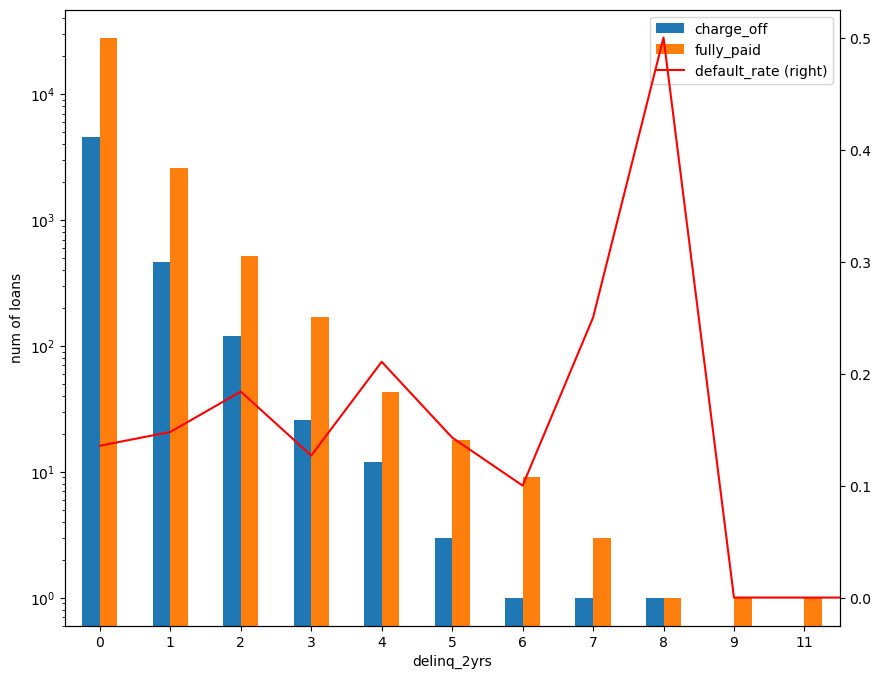 charge_off
fully_paid
default_rate (right)
num of loans
10⁴
10³
10²
10¹
10⁰
0.5
0.4
0.3
0.2
0.1
0.0
0 1 2 3 4 5 6 7 8 9 11
delinq_2yrs